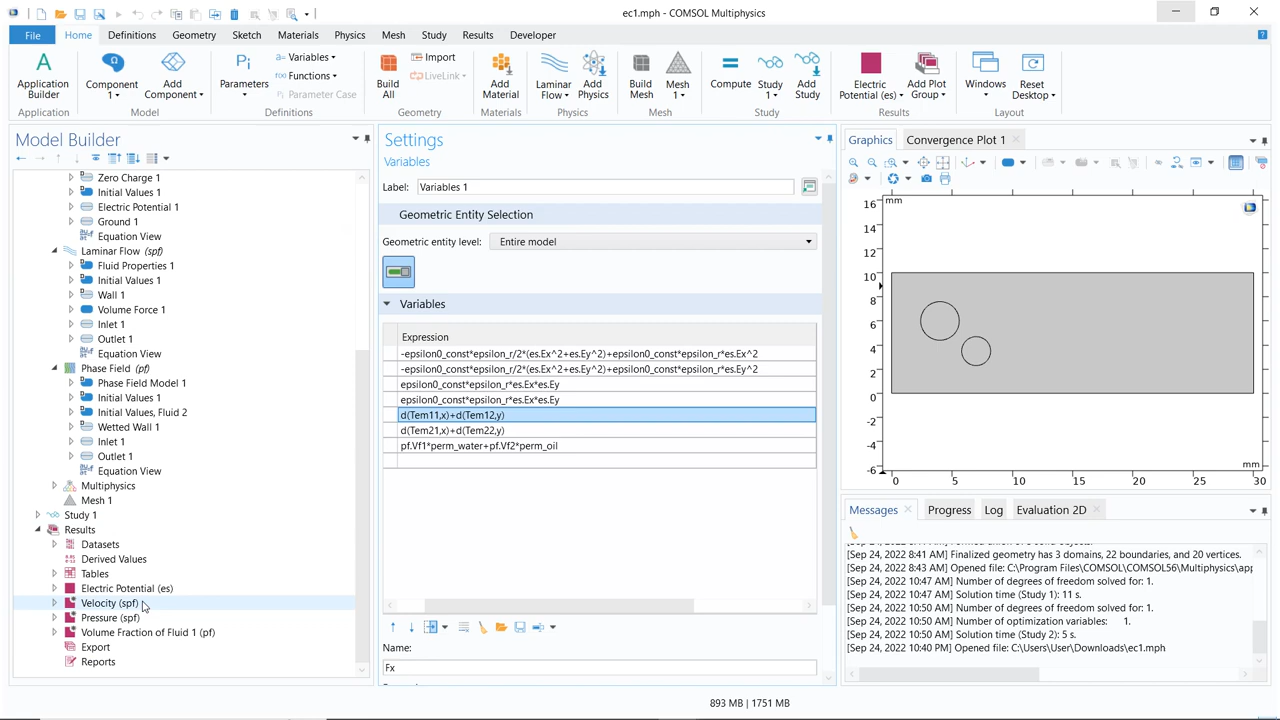 ec1.mph - COMSOL Multiphysics
File Home Definitions Geometry Sketch Materials Physics Mesh Study Results Developer
Application Builder
Component 1
Add Component
Parameters
Variables
Functions
Parameter Case
Build All
Import
LiveLink
Add Material
Laminar Flow
Add Physics
Build Mesh
Mesh 1
Compute
Study 1
Add Study
Electric Potential (es)
Add Plot Group
Windows
Reset Desktop
Application Model Definitions Geometry Materials Physics Mesh Study Results Layout
Model Builder
Zero Charge 1
Initial Values 1
Electric Potential 1
Ground 1
Equation View
Laminar Flow (spf)
Fluid Properties 1
Initial Values 1
Wall 1
Volume Force 1
Inlet 1
Outlet 1
Equation View
Phase Field (pf)
Phase Field Model 1
Initial Values 1
Initial Values, Fluid 2
Wetted Wall 1
Inlet 1
Outlet 1
Equation View
Multiphysics
Mesh 1
Study 1
Results
Datasets
Derived Values
Tables
Electric Potential (es)
Velocity (spf)
Pressure (spf)
Volume Fraction of Fluid 1 (pf)
Export
Reports
Settings
Variables
Label: Variables 1
Geometric Entity Selection
Geometric entity level: Entire model
Variables
Expression
-epsilon0_const*epsilon_r/2*(es.Ex^2+es.Ey^2)+epsilon0_const*epsilon_r*es.Ex^2
-epsilon0_const*epsilon_r/2*(es.Ex^2+es.Ey^2)+epsilon0_const*epsilon_r*es.Ey^2
epsilon0_const*epsilon_r*es.Ex*es.Ey
epsilon0_const*epsilon_r*es.Ex*es.Ey
d(Tem11,x)+d(Tem12,y)
d(Tem21,x)+d(Tem22,y)
pf.Vf1*perm_water+pf.Vf2*perm_oil
Name:
Fx
Graphics Convergence Plot 1
mm
16
14
12
10
8
6
4
2
0
-2
-4
-6
mm
0 5 10 15 20 25 30
Messages Progress Log Evaluation 2D
[Sep 24, 2022 8:41 AM] Finalized geometry has 3 domains, 22 boundaries, and 20 vertices.
[Sep 24, 2022 8:43 AM] Opened file: C:\Program Files\COMSOL\COMSOL56\Multiphysics\app
[Sep 24, 2022 10:47 AM] Number of degrees of freedom solved for: 1.
[Sep 24, 2022 10:47 AM] Solution time (Study 1): 11 s.
[Sep 24, 2022 10:50 AM] Number of degrees of freedom solved for: 1.
[Sep 24, 2022 10:50 AM] Number of optimization variables: 1.
[Sep 24, 2022 10:50 AM] Solution time (Study 2): 5 s.
[Sep 24, 2022 10:40 PM] Opened file: C:\Users\User\Downloads\ec1.mph
893 MB | 1751 MB